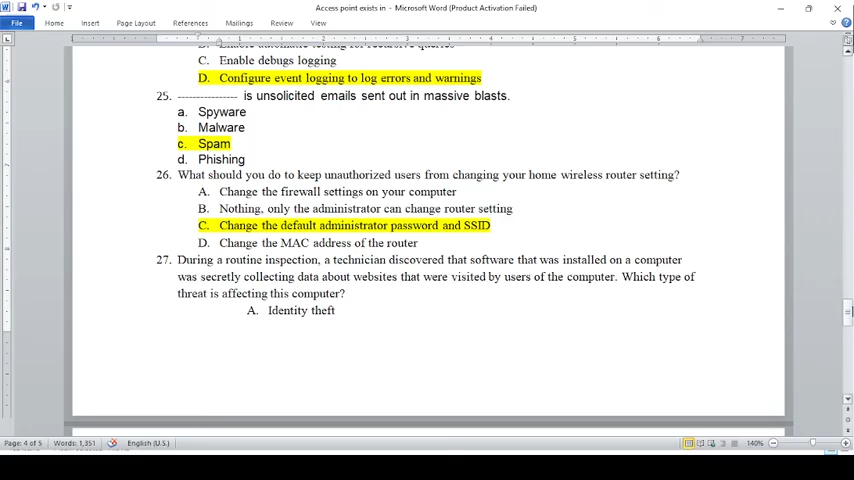 Access point exists in - Microsoft Word (Product Activation Failed)
File Home Insert Page Layout References Mailings Review View
B. Enable automatic testing for recursive queries
C. Enable debugs logging
D. Configure event logging to log errors and warnings
25. ---------------- is unsolicited emails sent out in massive blasts.
a. Spyware
b. Malware
c. Spam
d. Phishing
26. What should you do to keep unauthorized users from changing your home wireless router setting?
A. Change the firewall settings on your computer
B. Nothing, only the administrator can change router setting
C. Change the default administrator password and SSID
D. Change the MAC address of the router
27. During a routine inspection, a technician discovered that software that was installed on a computer
was secretly collecting data about websites that were visited by users of the computer. Which type of
threat is affecting this computer?
A. Identity theft
Page: 4 of 5 Words: 1,351 English (U.S.) 140%